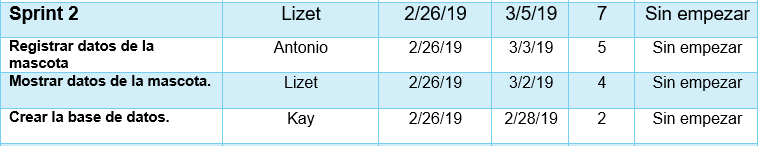 Sprint 2 Lizet 2/26/19 3/5/19 7 Sin empezar
Registrar datos de la mascota Antonio 2/26/19 3/3/19 5 Sin empezar
Mostrar datos de la mascota. Lizet 2/26/19 3/2/19 4 Sin empezar
Crear la base de datos. Kay 2/26/19 2/28/19 2 Sin empezar